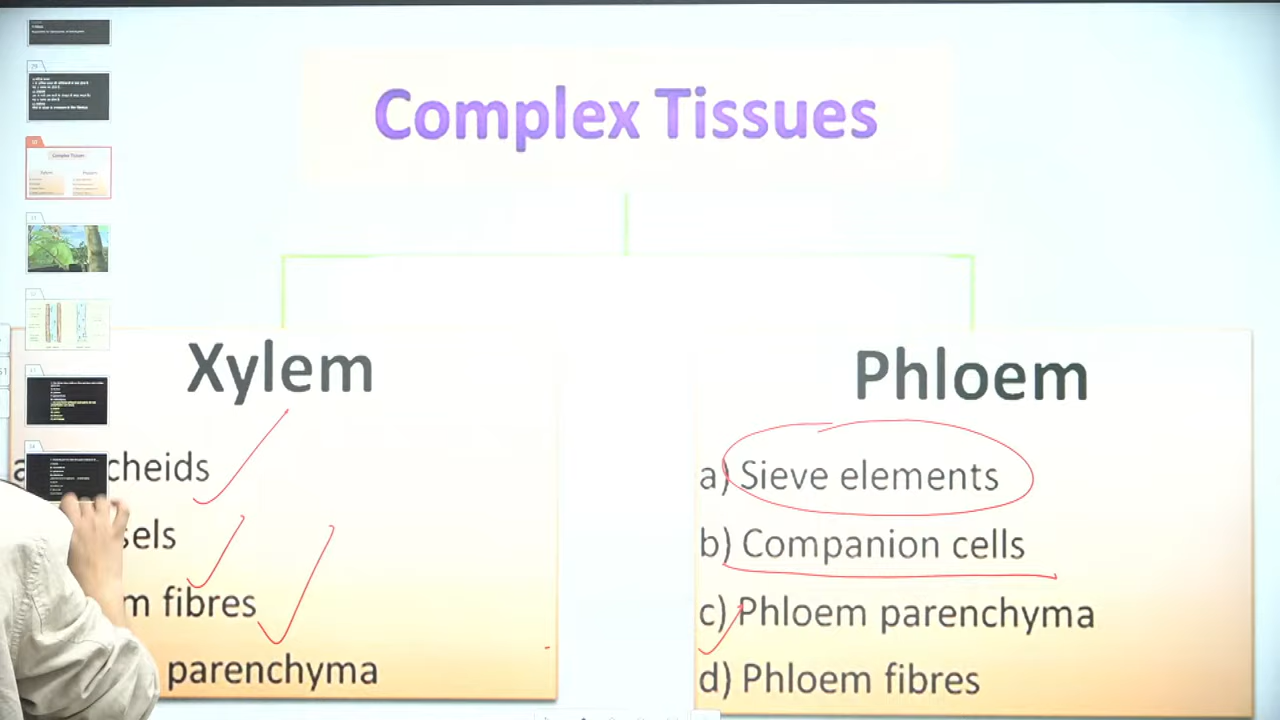 Complex Tissues
Xylem
cheids
sels
m fibres
parenchyma
Phloem
a) Sieve elements
b) Companion cells
c) Phloem parenchyma
d) Phloem fibres